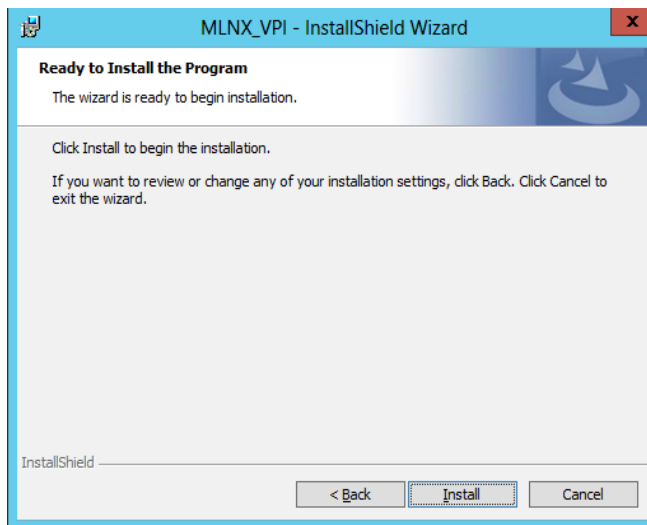 MLNX_VPI - InstallShield Wizard
x
Ready to Install the Program
The wizard is ready to begin installation.
Click Install to begin the installation.
If you want to review or change any of your installation settings, click Back. Click Cancel to
exit the wizard.
InstallShield
< Back
Install
Cancel